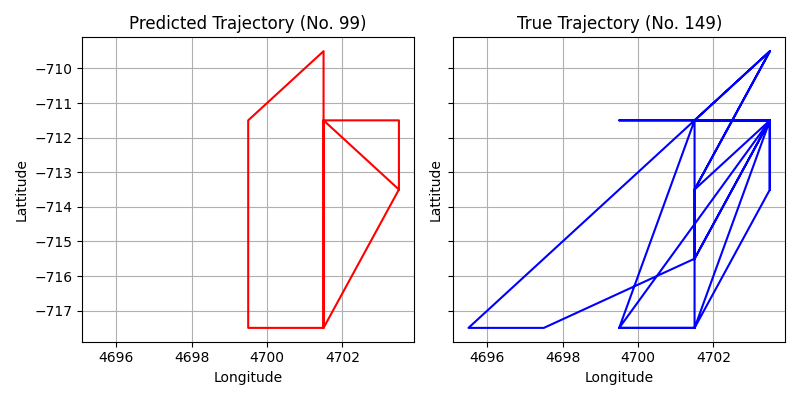 Predicted Trajectory (No. 99)
True Trajectory (No. 149)
−710
−711
−712
−713
−714
−715
−716
−717
Lattitude
Lattitude
4696 4698 4700 4702
4696 4698 4700 4702
Longitude
Longitude